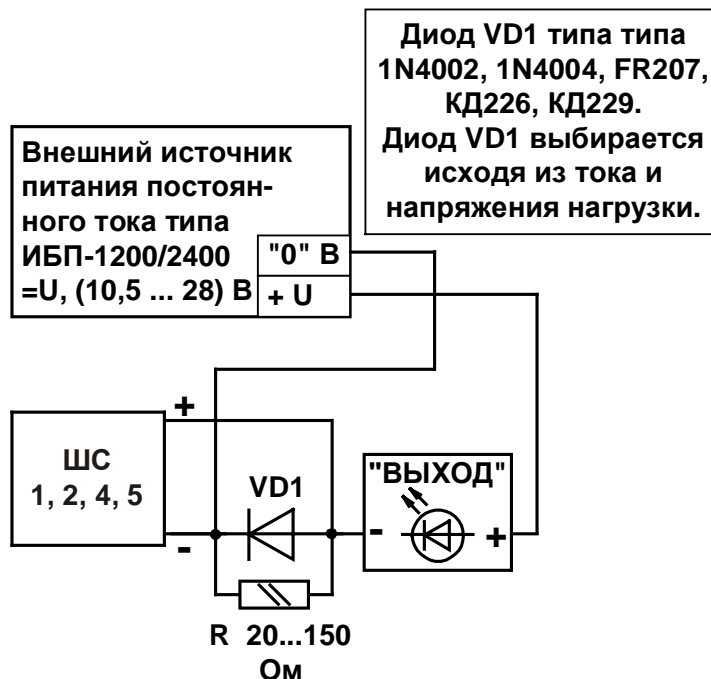 Диод VD1 типа типа
1N4002, 1N4004, FR207,
КД226, КД229.
Диод VD1 выбирается
исходя из тока и
напряжения нагрузки.
Внешний источник
питания постоян-
ного тока типа
ИБП-1200/2400
=U, (10,5 ... 28) В
"0" В
+ U
+
ШС
1, 2, 4, 5
-
VD1
"ВЫХОД"
-
+
R 20...150
Ом